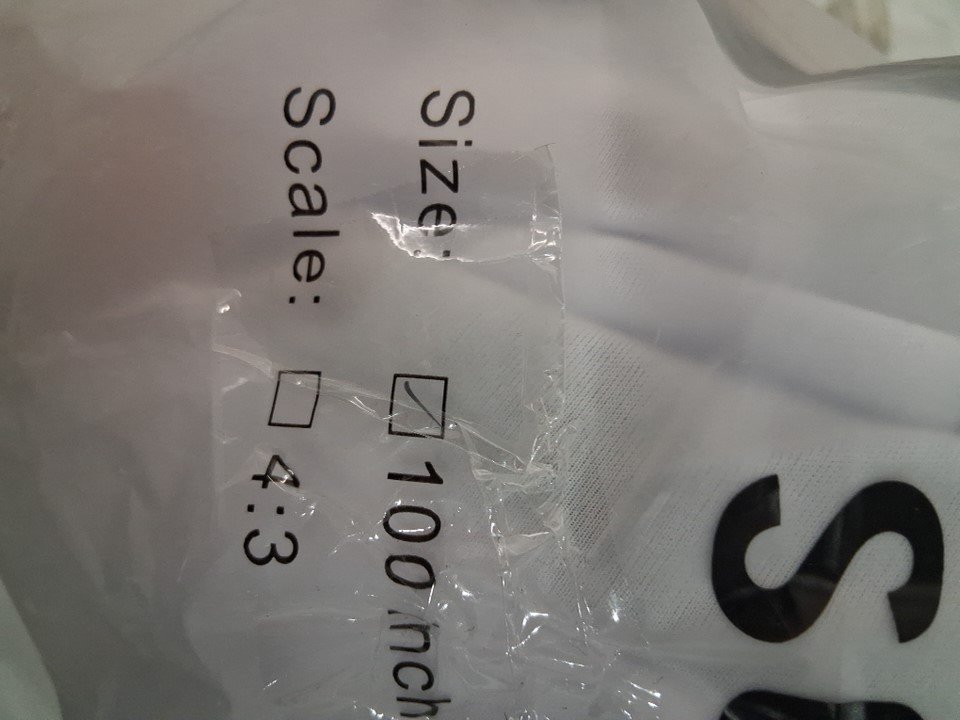 S
Size: ☑ 100 inch
Scale: ☐ 4:3